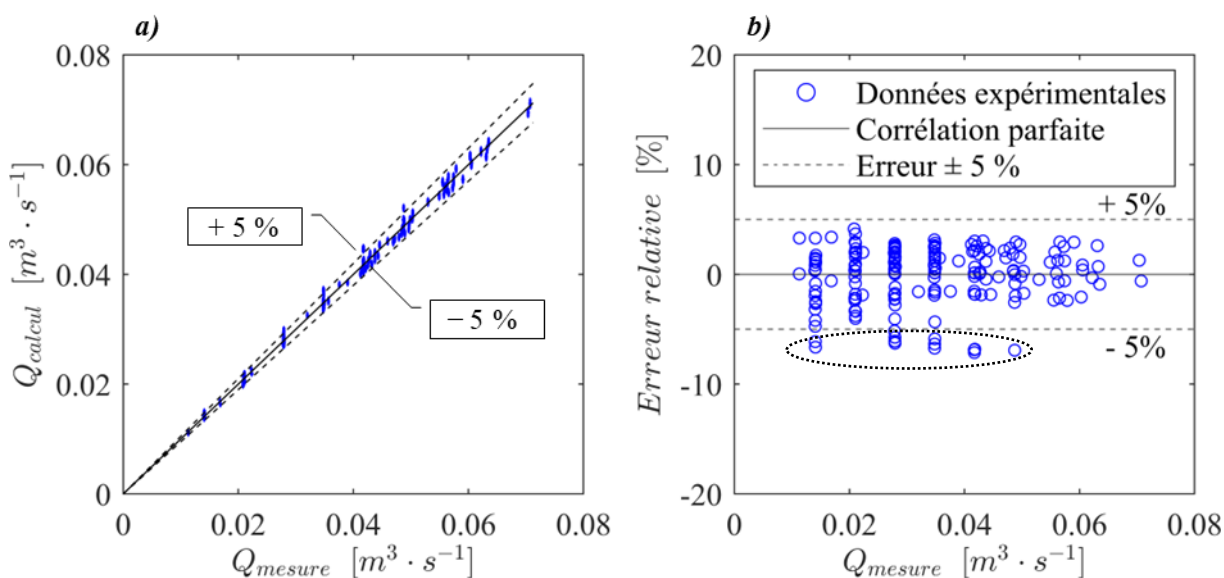 a)
0.08
0.06
0.04
0.02
0
Q_calcul [m³ · s⁻¹]
+ 5 %
− 5 %
0
0.02
0.04
0.06
0.08
Q_mesure [m³ · s⁻¹]
b)
20
10
0
-10
-20
Erreur relative [%]
Données expérimentales
Corrélation parfaite
Erreur ± 5 %
+ 5%
- 5%
0
0.02
0.04
0.06
0.08
Q_mesure [m³ · s⁻¹]